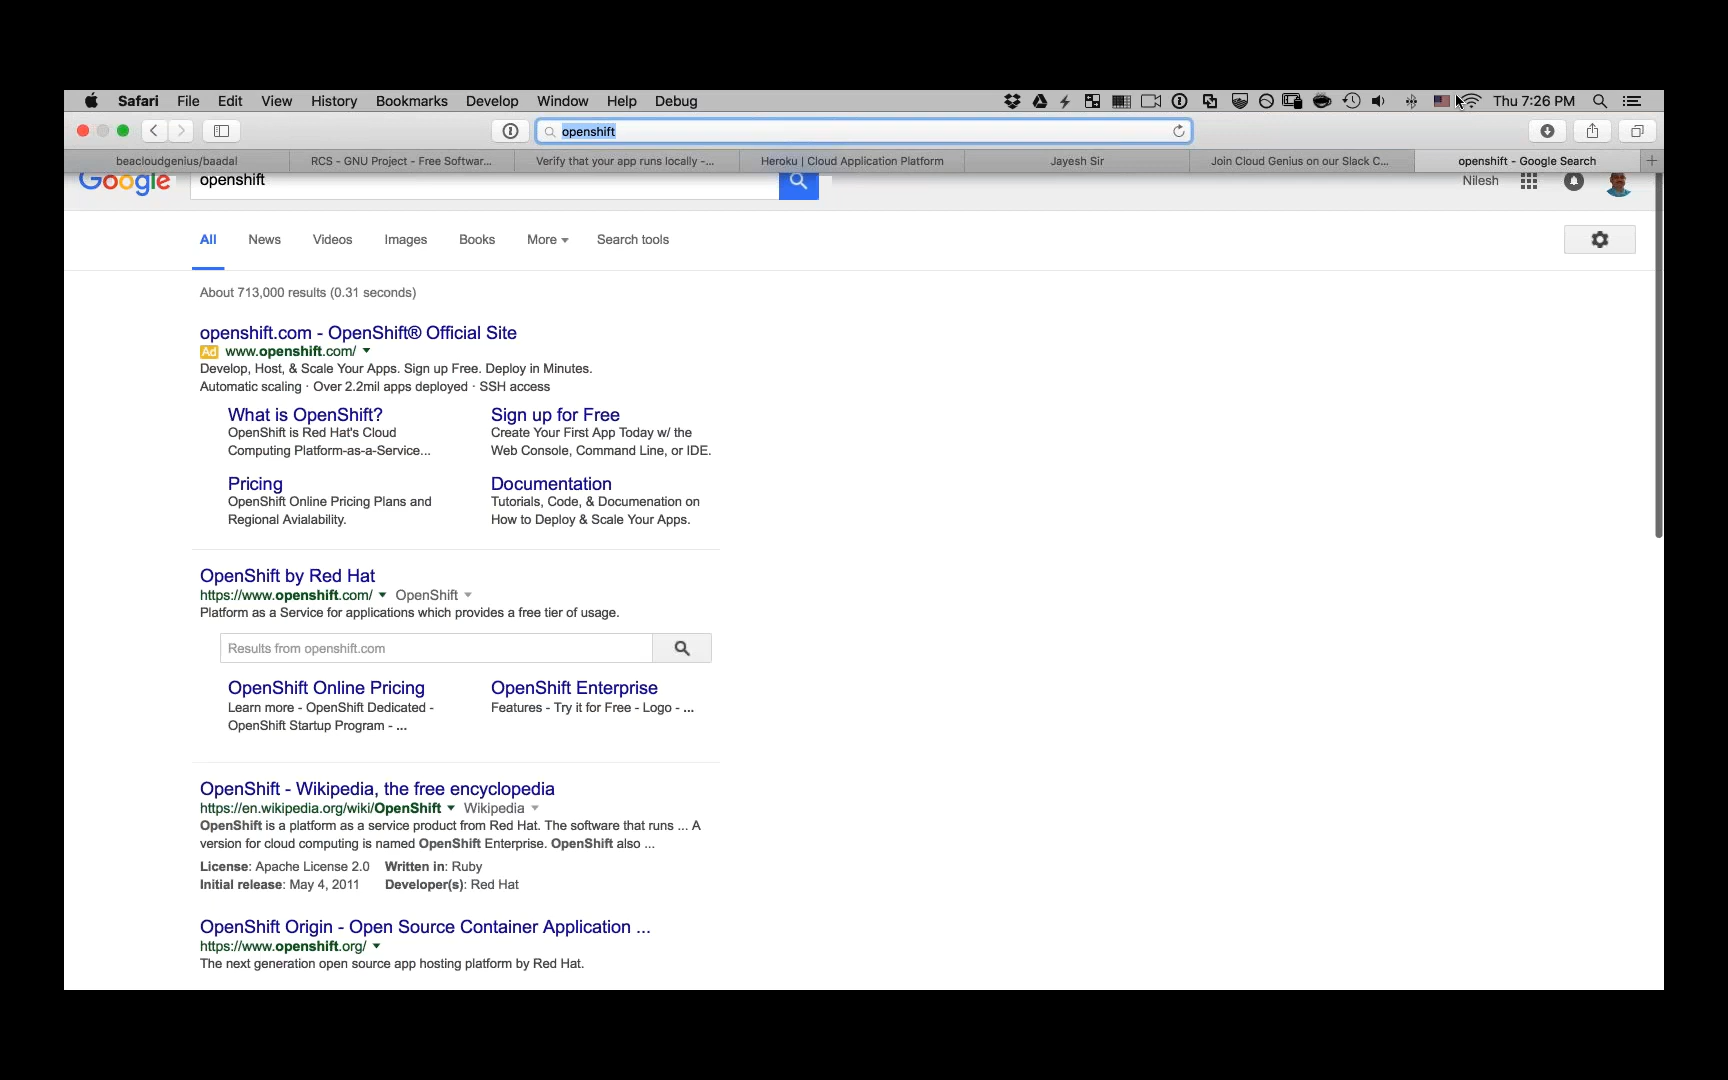 Safari File Edit View History Bookmarks Develop Window Help Debug Thu 7:26 PM
openshift
beacloudgenius/baadal RCS - GNU Project - Free Softwar... Verify that your app runs locally -... Heroku | Cloud Application Platform Jayesh Sir Join Cloud Genius on our Slack C... openshift - Google Search
Google openshift Nilesh
All News Videos Images Books More Search tools
About 713,000 results (0.31 seconds)
openshift.com - OpenShift® Official Site
Ad www.openshift.com/
Develop, Host, & Scale Your Apps. Sign up Free. Deploy in Minutes.
Automatic scaling · Over 2.2mil apps deployed · SSH access
What is OpenShift? Sign up for Free
OpenShift is Red Hat's Cloud Create Your First App Today w/ the
Computing Platform-as-a-Service... Web Console, Command Line, or IDE.
Pricing Documentation
OpenShift Online Pricing Plans and Tutorials, Code, & Documenation on
Regional Avialability. How to Deploy & Scale Your Apps.
OpenShift by Red Hat
https://www.openshift.com/ OpenShift
Platform as a Service for applications which provides a free tier of usage.
Results from openshift.com
OpenShift Online Pricing OpenShift Enterprise
Learn more - OpenShift Dedicated - Features - Try it for Free - Logo - ...
OpenShift Startup Program - ...
OpenShift - Wikipedia, the free encyclopedia
https://en.wikipedia.org/wiki/OpenShift Wikipedia
OpenShift is a platform as a service product from Red Hat. The software that runs ... A
version for cloud computing is named OpenShift Enterprise. OpenShift also ...
License: Apache License 2.0 Written in: Ruby
Initial release: May 4, 2011 Developer(s): Red Hat
OpenShift Origin - Open Source Container Application ...
https://www.openshift.org/
The next generation open source app hosting platform by Red Hat.